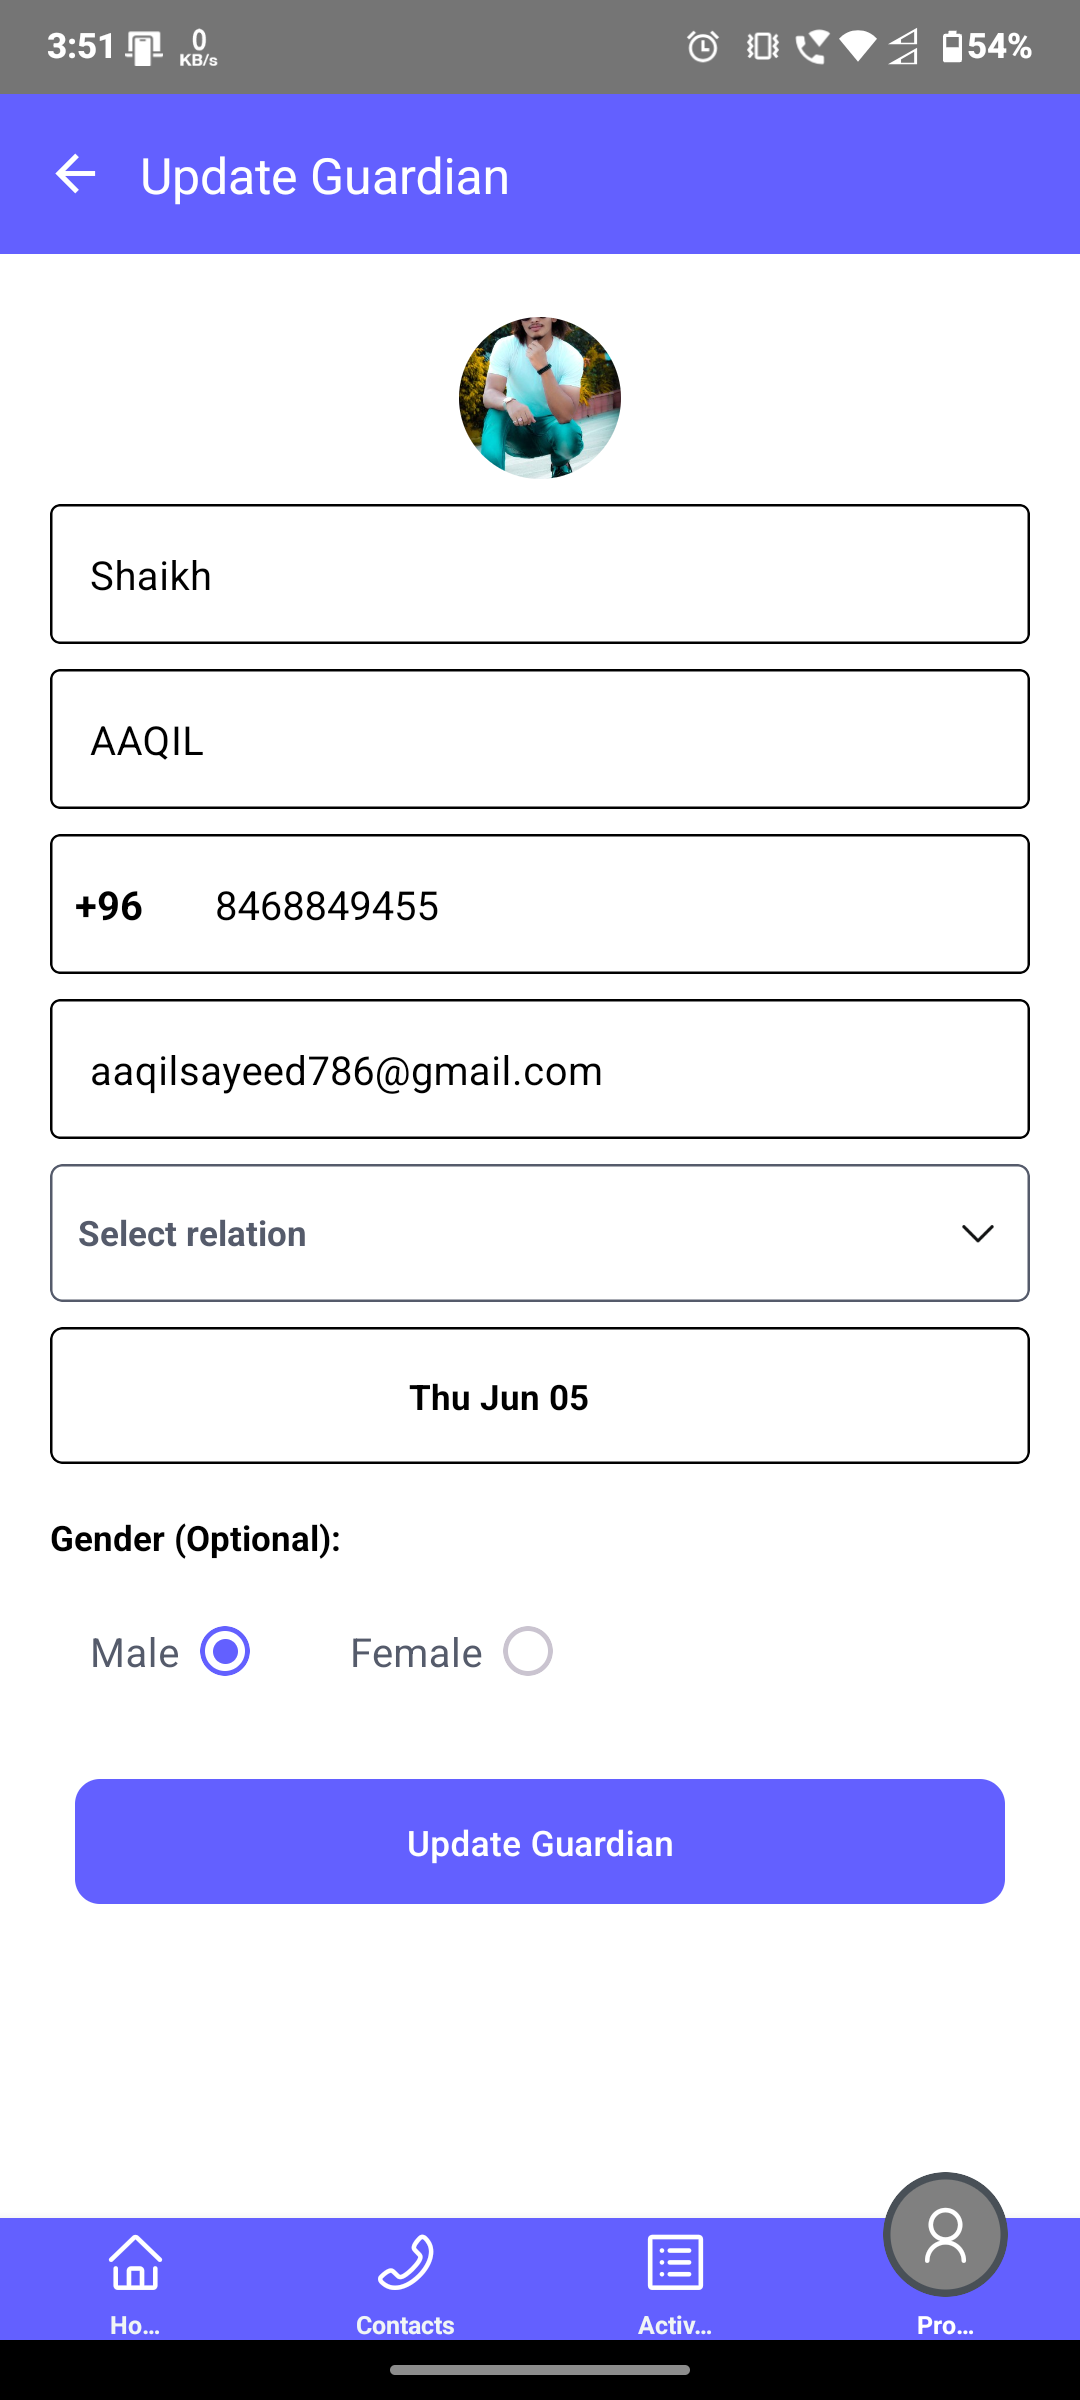 3:51 0 KB/s 54%
Update Guardian
Shaikh
AAQIL
+96 8468849455
aaqilsayeed786@gmail.com
Select relation
Thu Jun 05
Gender (Optional):
Male Female
Update Guardian
Ho... Contacts Activ... Pro...